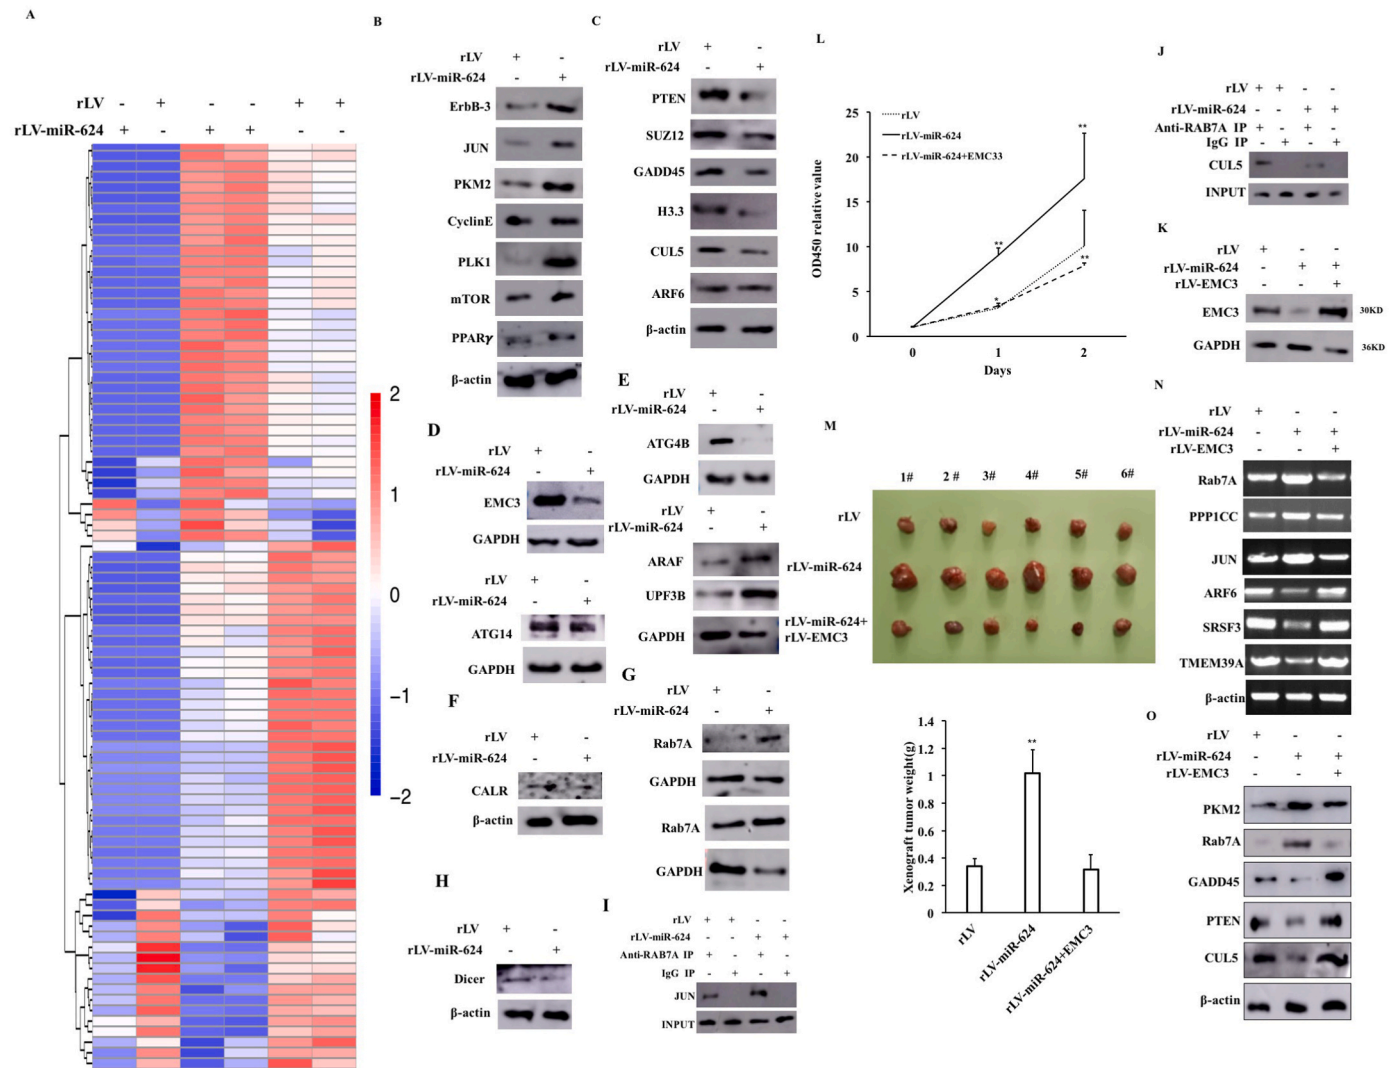 A
rLV - + - - + +
rLV-miR-624 + - + + - -
2
1
0
−1
−2
B
rLV + -
rLV-miR-624 - +
ErbB-3
JUN
PKM2
CyclinE
PLK1
mTOR
PPARγ
β-actin
C
rLV + -
rLV-miR-624 - +
PTEN
SUZ12
GADD45
H3.3
CUL5
ARF6
β-actin
D
rLV + -
rLV-miR-624 - +
EMC3
GAPDH
rLV + -
rLV-miR-624 - +
ATG14
GAPDH
E
rLV + -
rLV-miR-624 - +
ATG4B
GAPDH
rLV + -
rLV-miR-624 - +
ARAF
UPF3B
GAPDH
F
rLV + -
rLV-miR-624 - +
CALR
β-actin
G
rLV + -
rLV-miR-624 - +
Rab7A
GAPDH
Rab7A
GAPDH
H
rLV + -
rLV-miR-624 - +
Dicer
β-actin
I
rLV + + - -
rLV-miR-624 - - + +
Anti-RAB7A IP + - + -
IgG IP - + - +
JUN
INPUT
J
rLV + + - -
rLV-miR-624 - - + +
Anti-RAB7A IP + - + -
IgG IP - + - +
CUL5
INPUT
K
rLV + - -
rLV-miR-624 - + +
rLV-EMC3 - - +
EMC3 30KD
GAPDH 36KD
L
rLV
rLV-miR-624
rLV-miR-624+EMC33
OD450 relative value
25
20
15
10
5
0
** ** * **
0 1 2
Days
M
1# 2 # 3# 4# 5# 6#
rLV
rLV-miR-624
rLV-miR-624+
rLV-EMC3
Xenograft tumor weight(g)
1.4
1.2
1
0.8
0.6
0.4
0.2
0
**
rLV
rLV-miR-624
rLV-miR-624+EMC3
N
rLV + - -
rLV-miR-624 - + +
rLV-EMC3 - - +
Rab7A
PPP1CC
JUN
ARF6
SRSF3
TMEM39A
β-actin
O
rLV + - -
rLV-miR-624 - + +
rLV-EMC3 - - +
PKM2
Rab7A
GADD45
PTEN
CUL5
β-actin